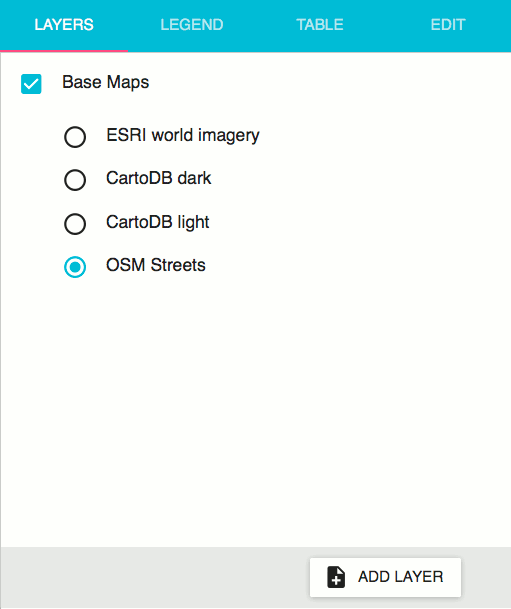 LAYERS LEGEND TABLE EDIT
Base Maps
ESRI world imagery
CartoDB dark
CartoDB light
OSM Streets
ADD LAYER